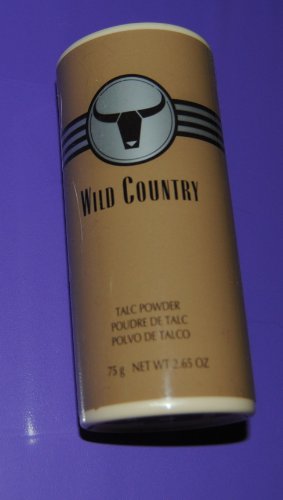 WILD COUNTRY
TALC POWDER
POUDRE DE TALC
POLVO DE TALCO
75 g NET WT 2.65 OZ